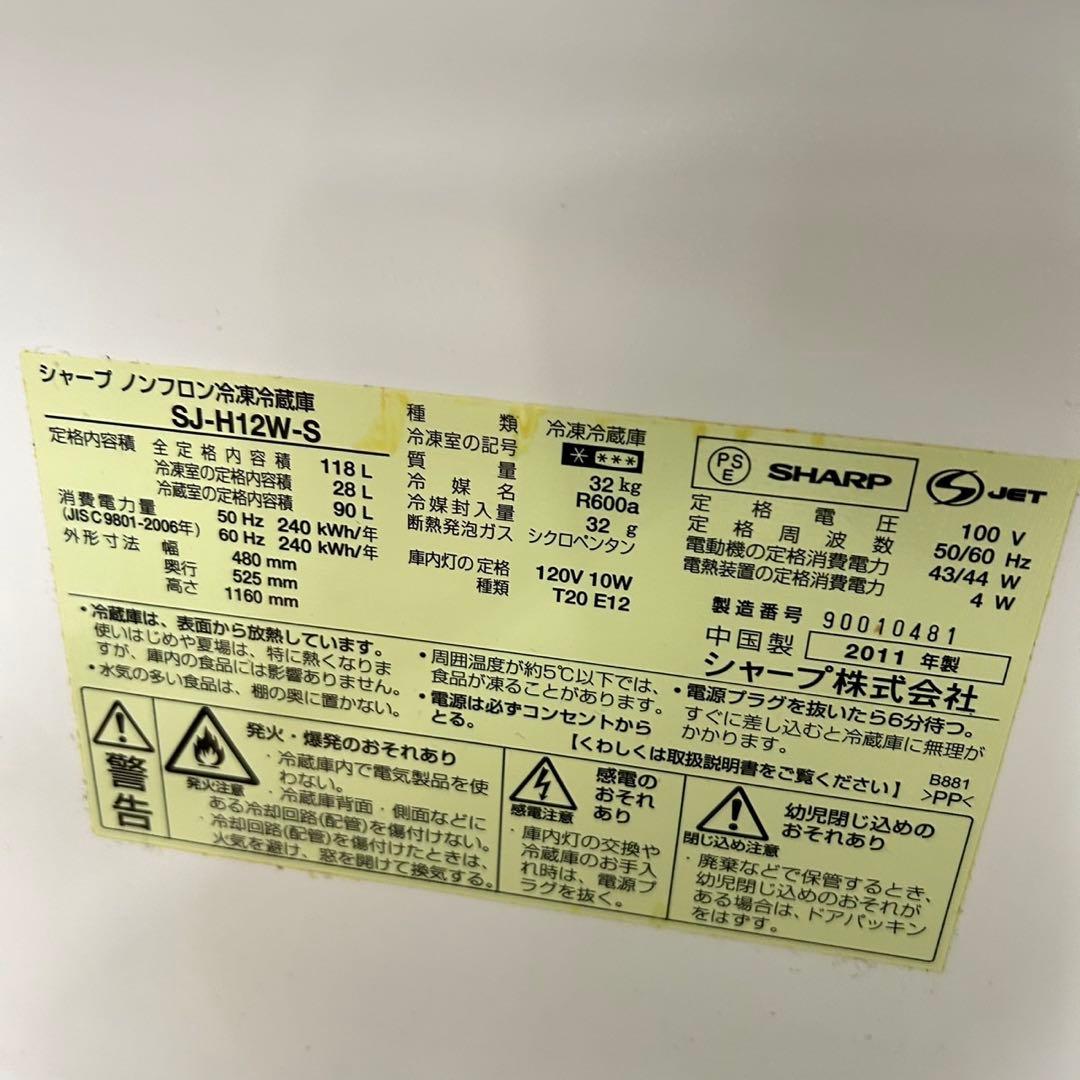 シャープ ノンフロン冷凍冷蔵庫
SJ-H12W-S
定格内容積 全定格内容積 118 L
冷凍室の定格内容積 28 L
冷蔵室の定格内容積 90 L
消費電力量 50 Hz 240 kWh/年
(JIS C 9801-2006年) 60 Hz 240 kWh/年
外形寸法 幅 480 mm
奥行 525 mm
高さ 1160 mm
種類 冷凍冷蔵庫
冷凍室の記号 * ***
質量 32 kg
冷媒名 R600a
冷媒封入量 32 g
断熱発泡ガス シクロペンタン
庫内灯の定格 120V 10W
種類 T20 E12
PS
E
SHARP
JET
定格電圧 100 V
定格周波数 50/60 Hz
電動機の定格消費電力 43/44 W
電熱装置の定格消費電力 4 W
製造番号 90010481
中国製 2011 年製
シャープ株式会社
・冷蔵庫は、表面から放熱しています。
使いはじめや夏場は、特に熱くなりま
すが、庫内の食品には影響ありません。
・水気の多い食品は、棚の奥に置かない。
・周囲温度が約5℃以下では、
食品が凍ることがあります。
・電源は必ずコンセントから
とる。
・電源プラグを抜いたら6分待つ。
すぐに差し込むと冷蔵庫に無理が
かかります。
【くわしくは取扱説明書をご覧ください】
B881
>PP<
警告
発火注意
発火・爆発のおそれあり
・冷蔵庫内で電気製品を使
わない。
・冷蔵庫背面・側面などに
ある冷却回路(配管)を傷付けない。
・冷却回路(配管)を傷付けたときは、
火気を避け、窓を開けて換気する。
感電注意
感電の
おそれ
あり
・庫内灯の交換や
冷蔵庫のお手入
れ時は、電源プ
ラグを抜く。
閉じ込め注意
幼児閉じ込めの
おそれあり
・廃棄などで保管するとき、
幼児閉じ込めのおそれが
ある場合は、ドアパッキン
をはずす。